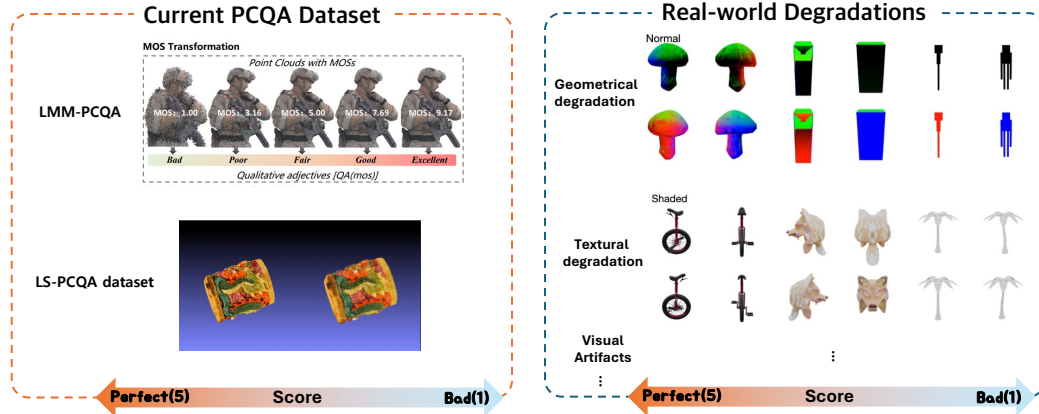 Current PCQA Dataset
MOS Transformation
Point Clouds with MOSs
LMM-PCQA
MOS: 1.00
MOS: 3.16
MOS: 5.00
MOS: 7.69
MOS: 9.17
Bad
Poor
Fair
Good
Excellent
Qualitative adjectives [QA(mos)]
LS-PCQA dataset
Perfect(5)
Score
Bad(1)
Real-world Degradations
Normal
Geometrical
degradation
Shaded
Textural
degradation
Visual
Artifacts
⋮
⋮
Perfect(5)
Score
Bad(1)